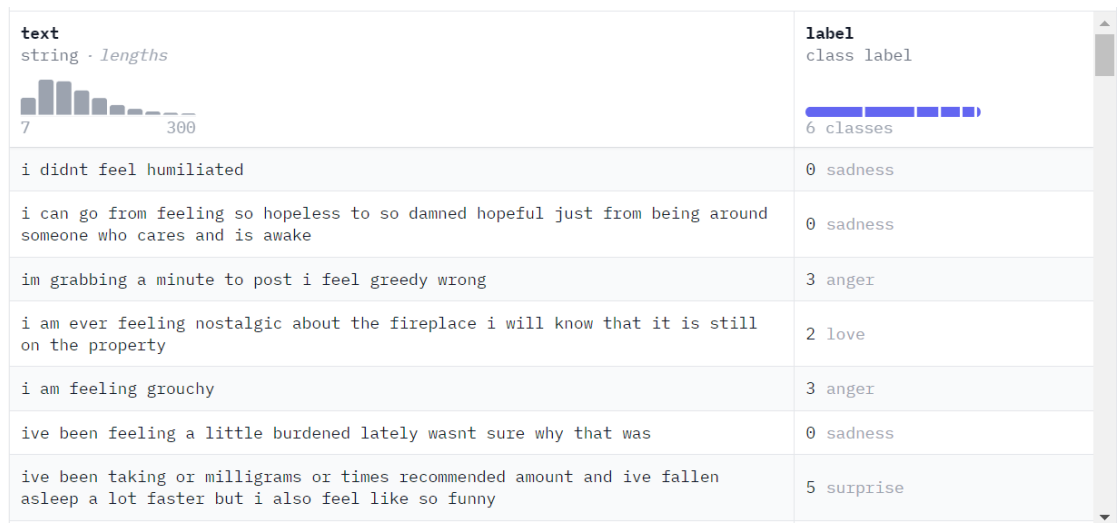 text
string · lengths
7 300
label
class label
6 classes
i didnt feel humiliated
0 sadness
i can go from feeling so hopeless to so damned hopeful just from being around
someone who cares and is awake
0 sadness
im grabbing a minute to post i feel greedy wrong
3 anger
i am ever feeling nostalgic about the fireplace i will know that it is still
on the property
2 love
i am feeling grouchy
3 anger
ive been feeling a little burdened lately wasnt sure why that was
0 sadness
ive been taking or milligrams or times recommended amount and ive fallen
asleep a lot faster but i also feel like so funny
5 surprise